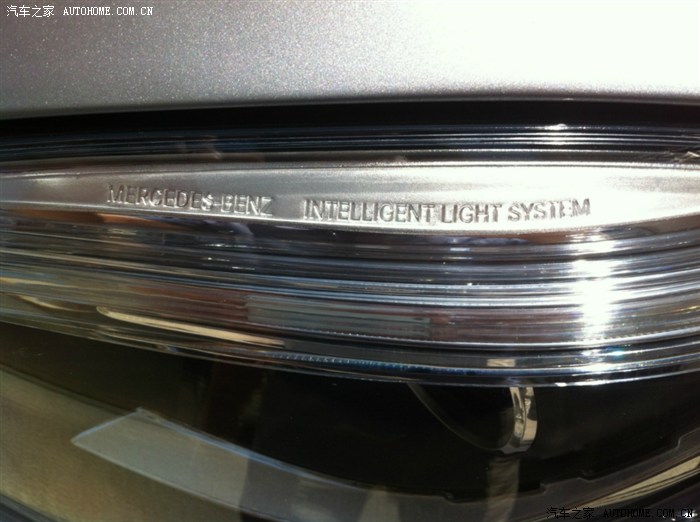 汽车之家 AUTOHOME.COM.CN
MERCEDES-BENZ INTELLIGENT LIGHT SYSTEM
汽车之家 AUTOHOME.COM.CN